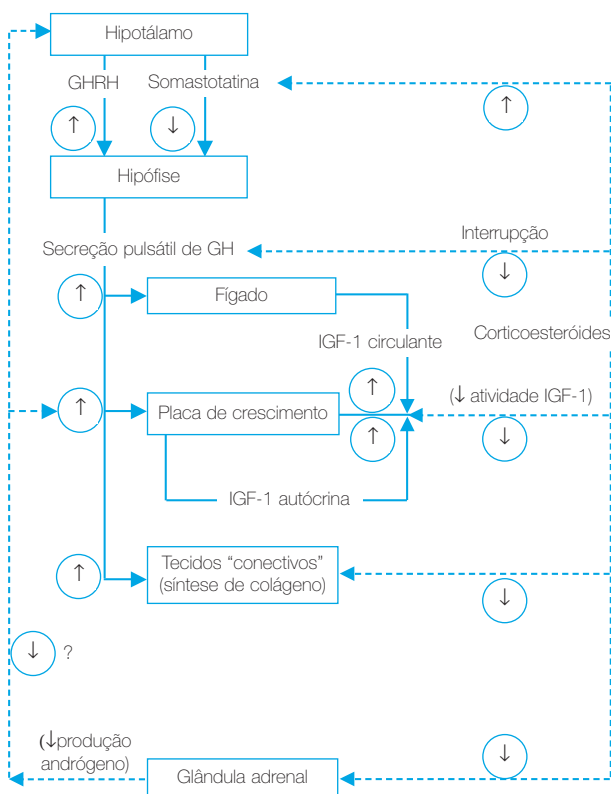 Hipotálamo
GHRH
Somastotatina
↑
↓
↑
Hipófise
Interrupção
Secreção pulsátil de GH
↓
↑
Fígado
Corticoesteróides
IGF-1 circulante
↑
(↓ atividade IGF-1)
↑
Placa de crescimento
↑
↓
IGF-1 autócrina
Tecidos “conectivos”
(síntese de colágeno)
↑
↓
↓ ?
(↓produção
andrógeno)
↓
Glândula adrenal